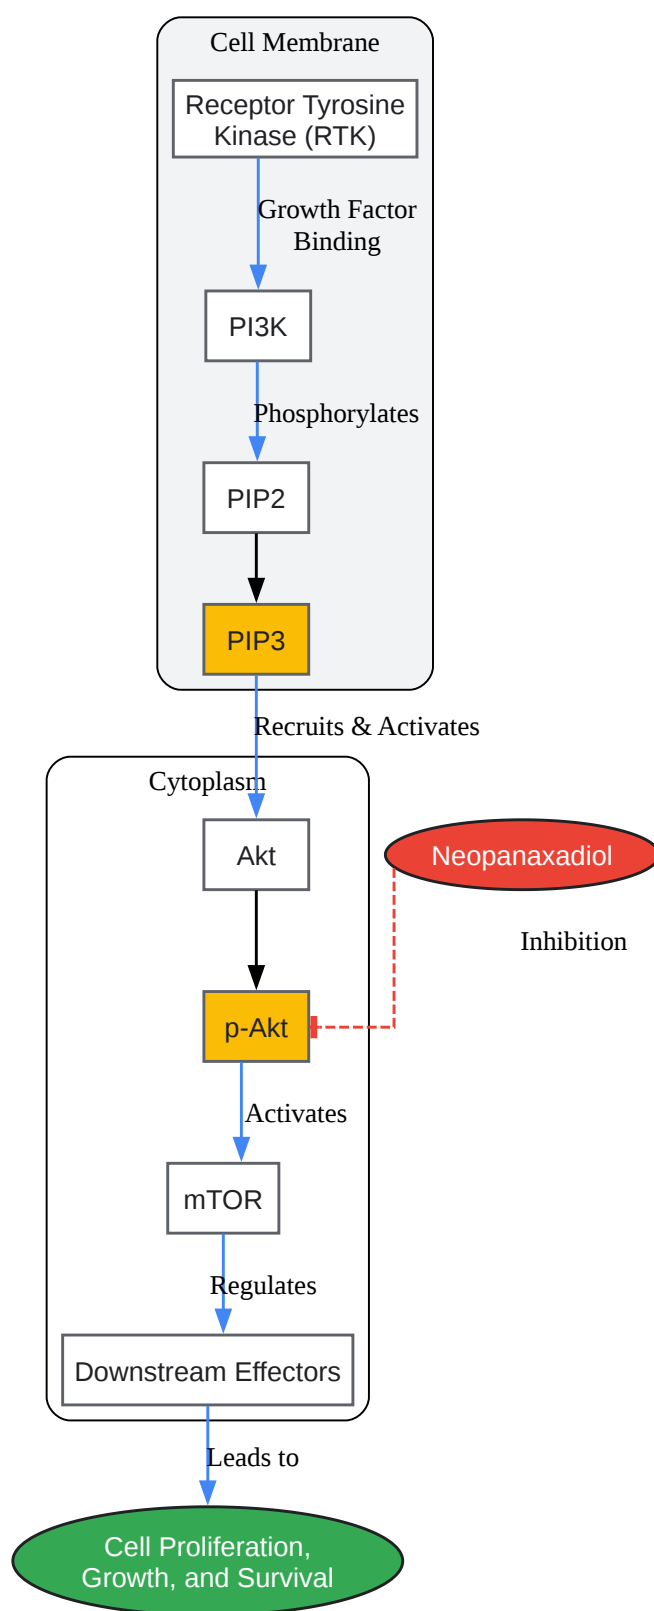 Cell Membrane
Receptor Tyrosine
Kinase (RTK)
Growth Factor
Binding
PI3K
Phosphorylates
PIP2
PIP3
Recruits & Activates
Cytoplasm
Akt
Neopanaxadiol
Inhibition
p-Akt
Activates
mTOR
Regulates
Downstream Effectors
Leads to
Cell Proliferation,
Growth, and Survival